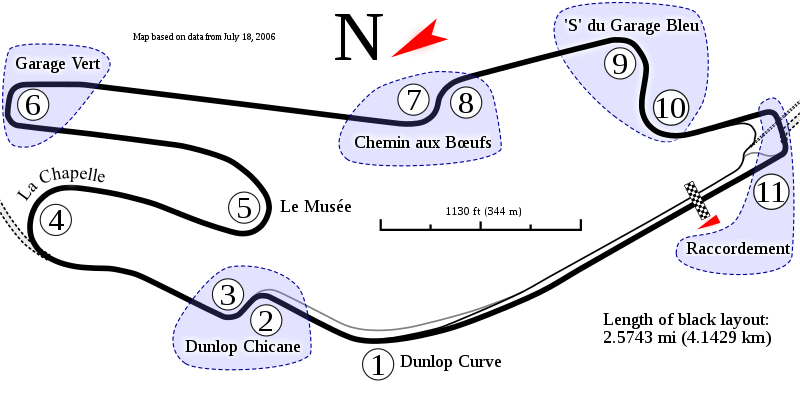 Map based on data from July 18, 2006
N
'S' du Garage Bleu
Garage Vert
6
7
8
9
10
Chemin aux Bœufs
La Chapelle
4
5
Le Musée
1130 ft (344 m)
11
Raccordement
3
2
Dunlop Chicane
1
Dunlop Curve
Length of black layout:
2.5743 mi (4.1429 km)